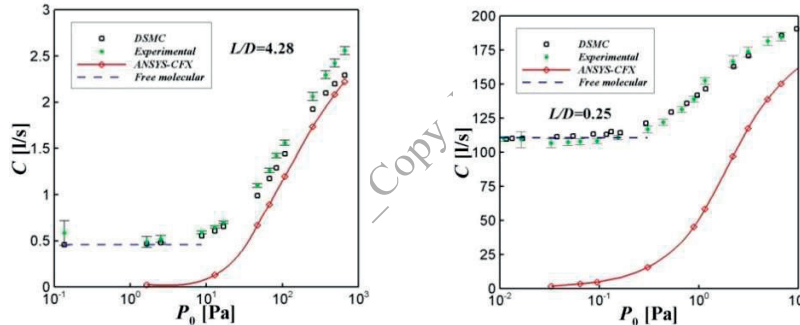 3
2.5
2
1.5
1
0.5
0
C [l/s]
DSMC
Experimental
ANSYS-CFX
Free molecular
L/D=4.28
10⁻¹ 10⁰ 10¹ 10² 10³
P₀ [Pa]
_Copy
200
175
150
125
100
75
50
25
0
C [l/s]
DSMC
Experimental
ANSYS-CFX
Free molecular
L/D=0.25
10⁻² 10⁻¹ 10⁰ 10
P₀ [Pa]